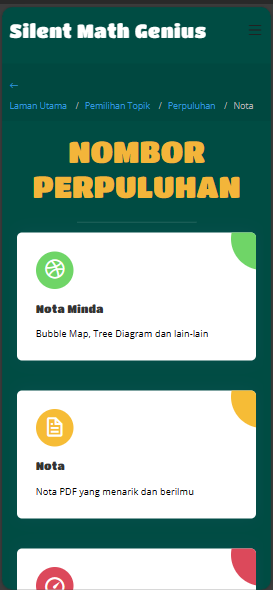 Silent Math Genius
←
Laman Utama / Pemilihan Topik / Perpuluhan / Nota
NOMBOR
PERPULUHAN
Nota Minda
Bubble Map, Tree Diagram dan lain-lain
Nota
Nota PDF yang menarik dan berilmu